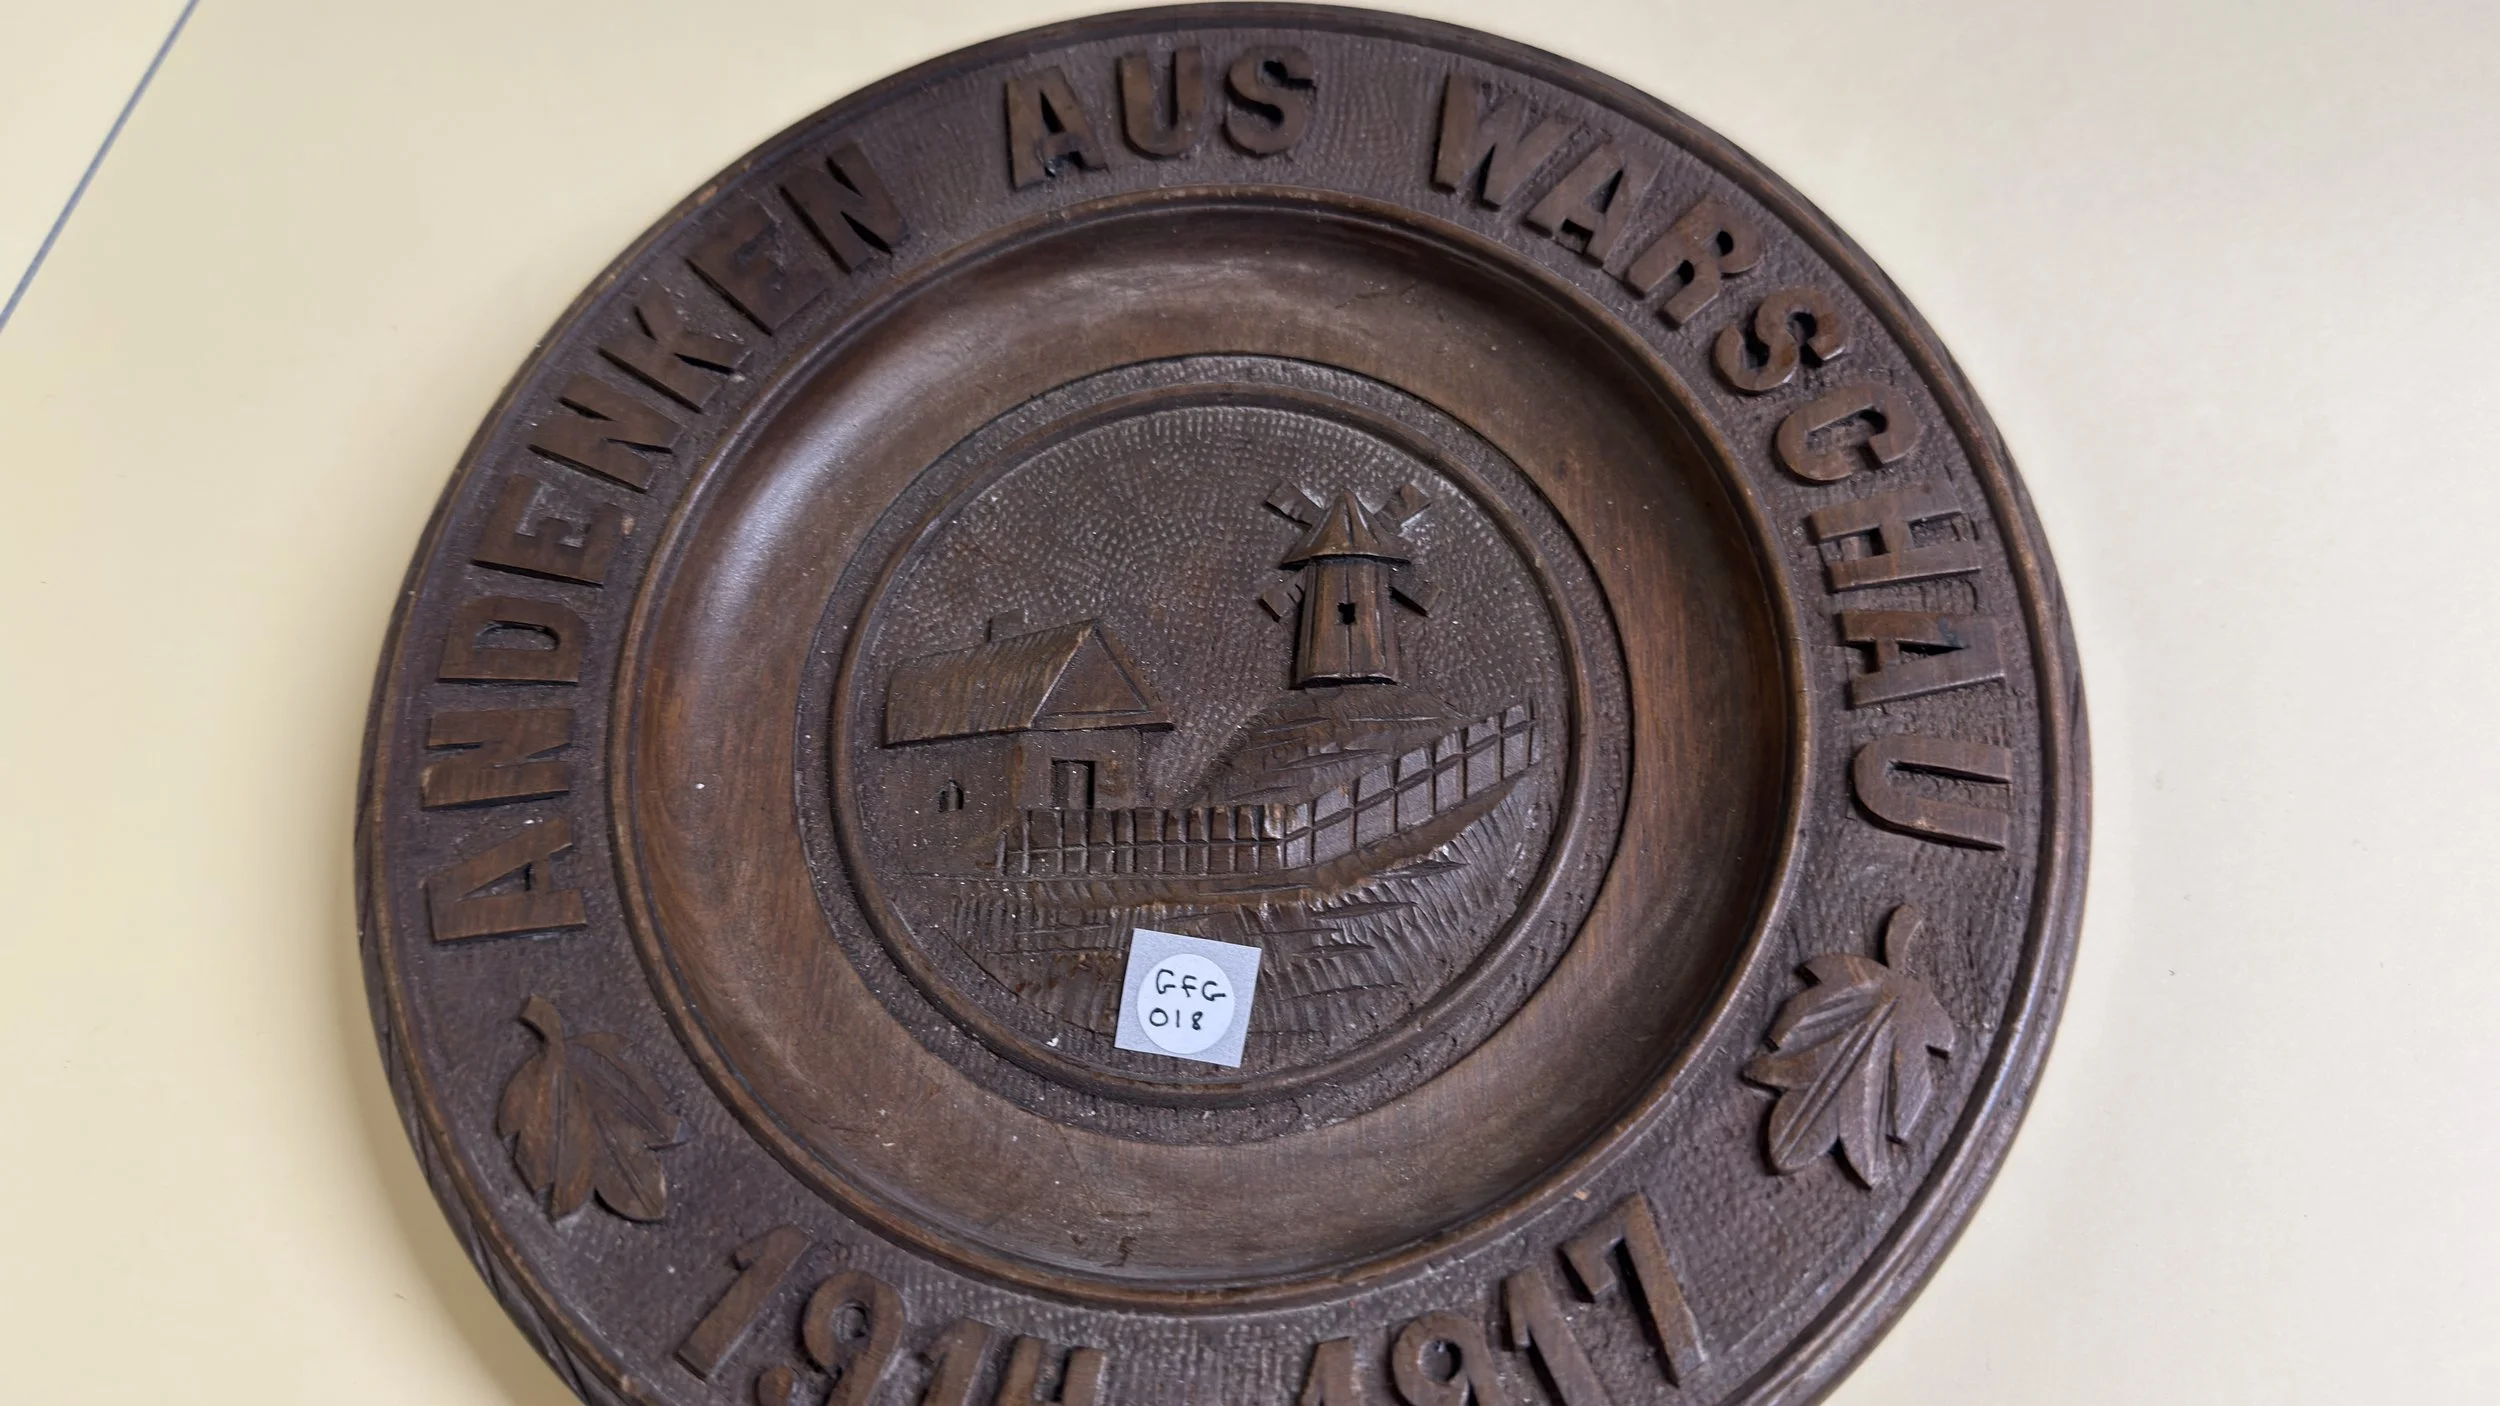 ANDENKEN AUS WARSCHAU
1914 1917
GFG
018